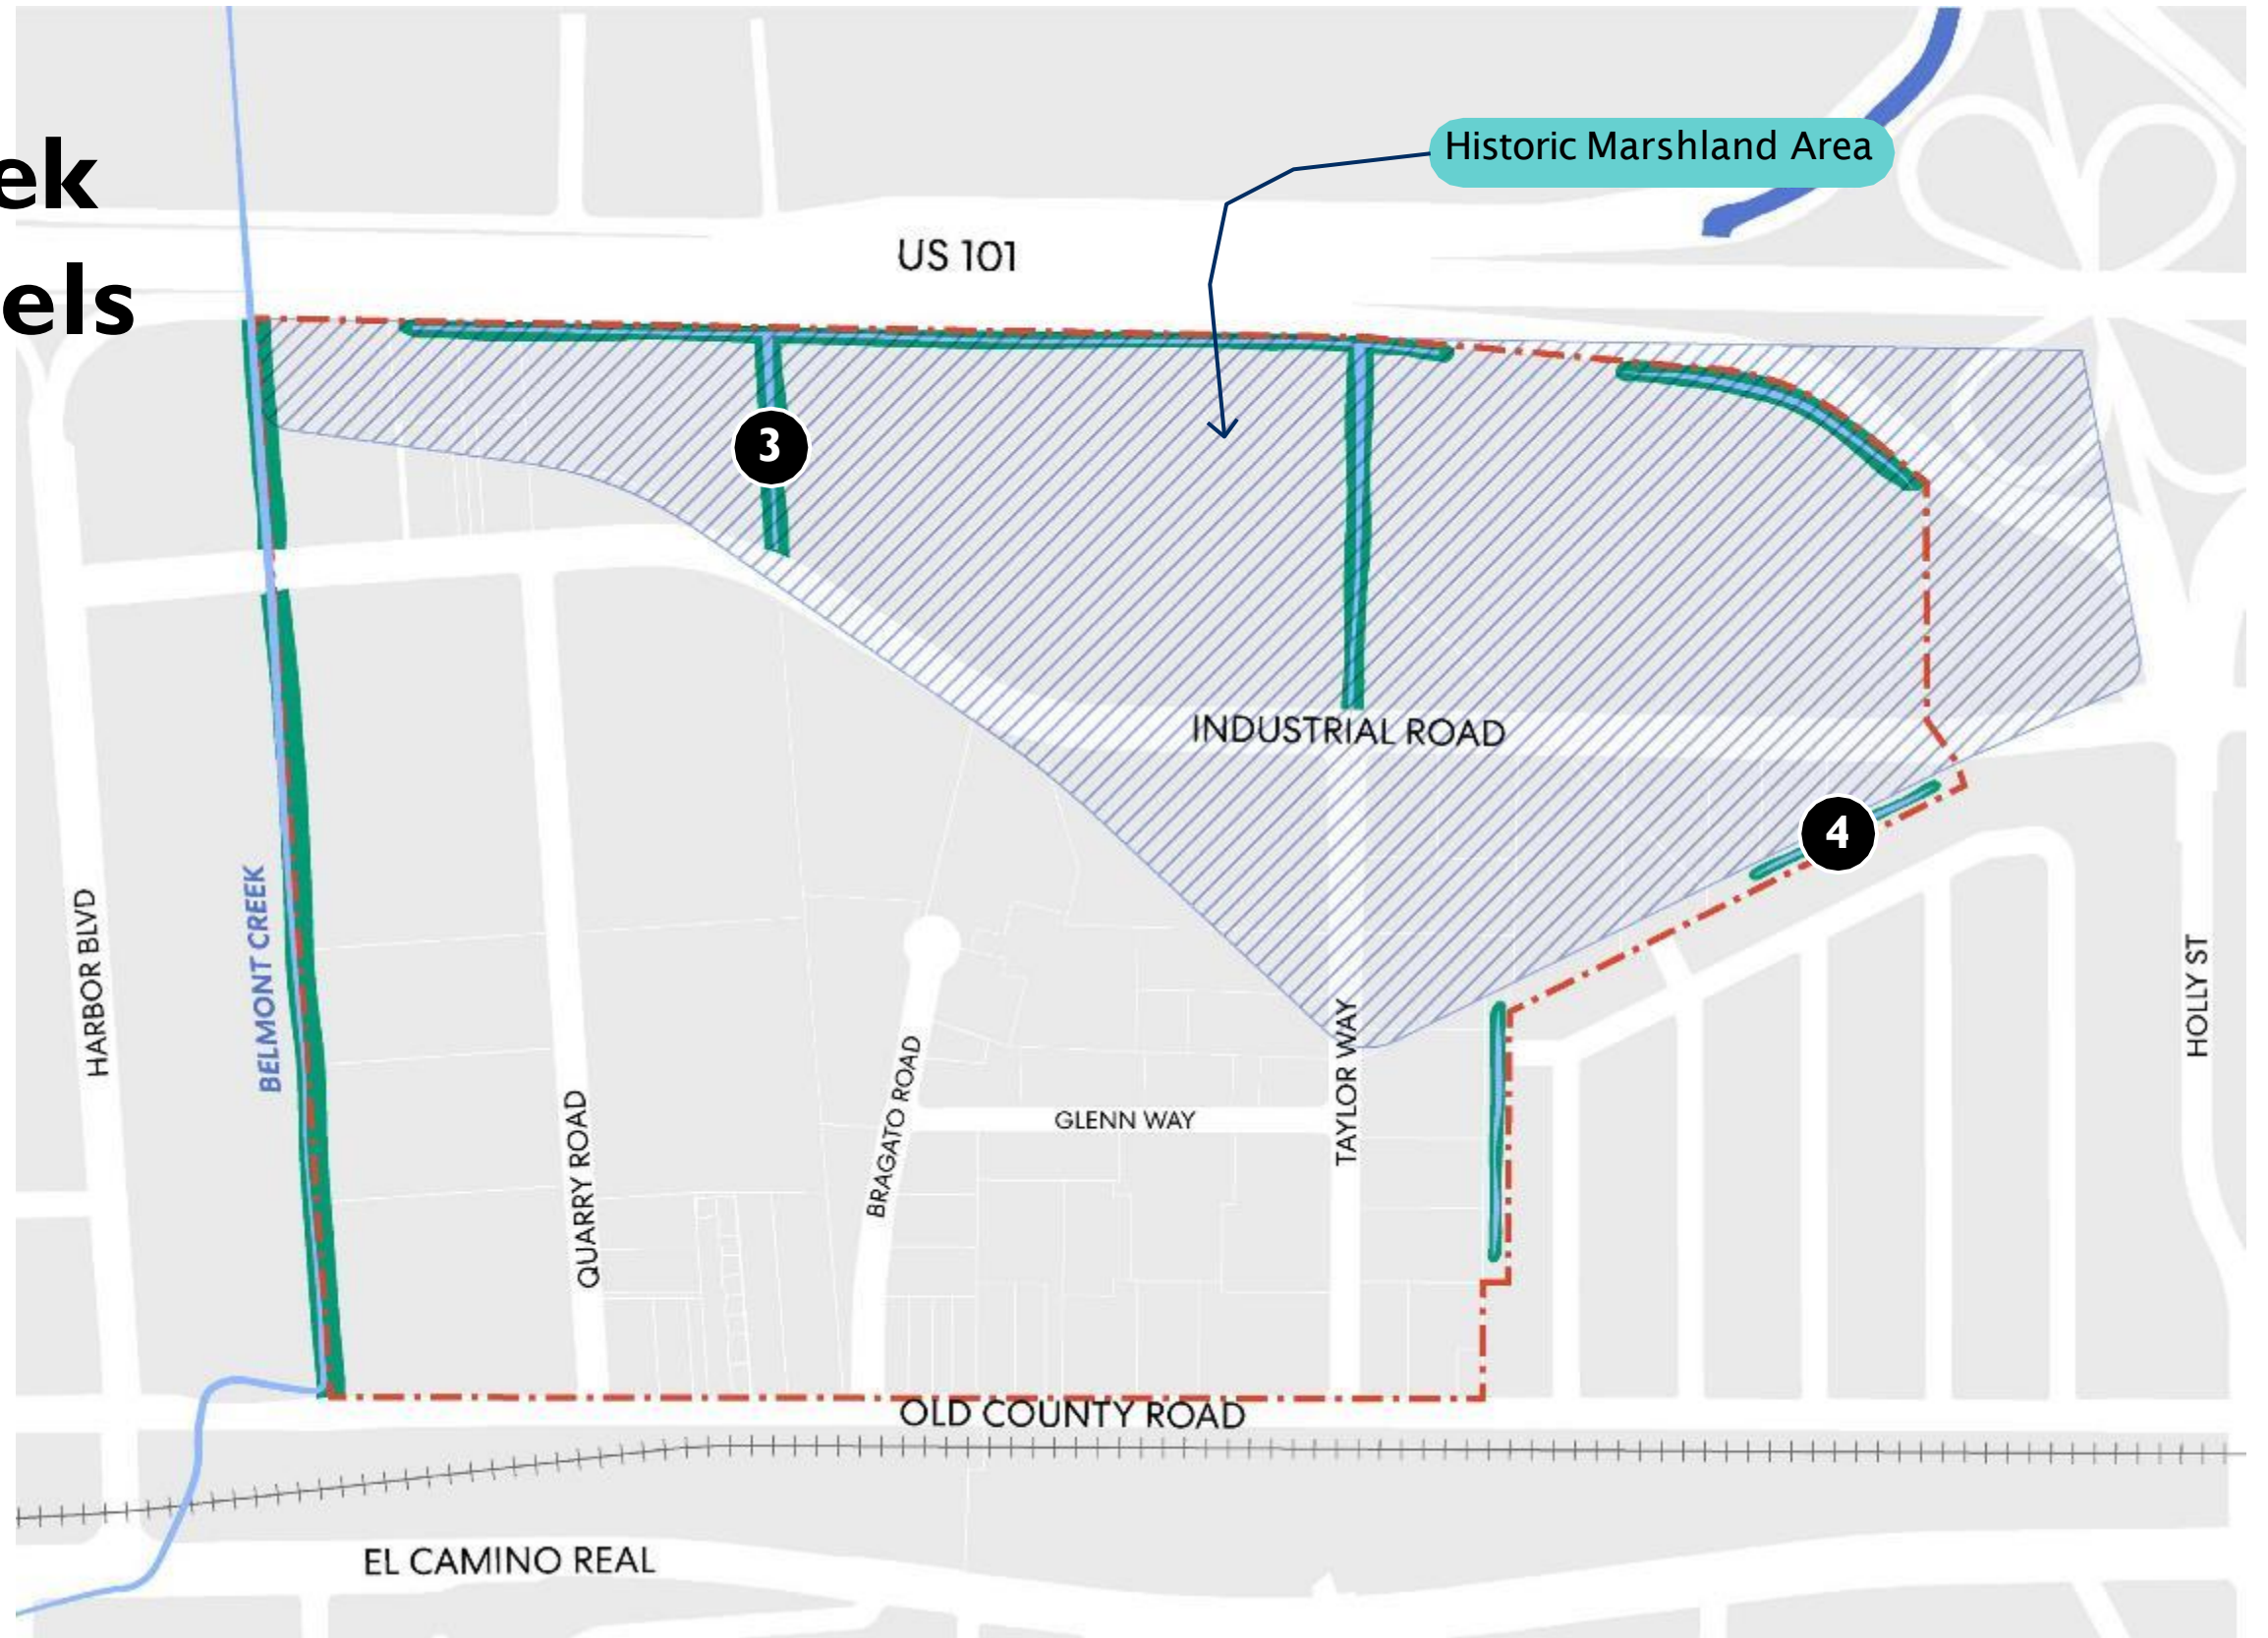 ek
els
Historic Marshland Area
US 101
3
INDUSTRIAL ROAD
4
HARBOR BLVD
BELMONT CREEK
QUARRY ROAD
BRAGATO ROAD
GLENN WAY
TAYLOR WAY
HOLLY ST
OLD COUNTY ROAD
EL CAMINO REAL